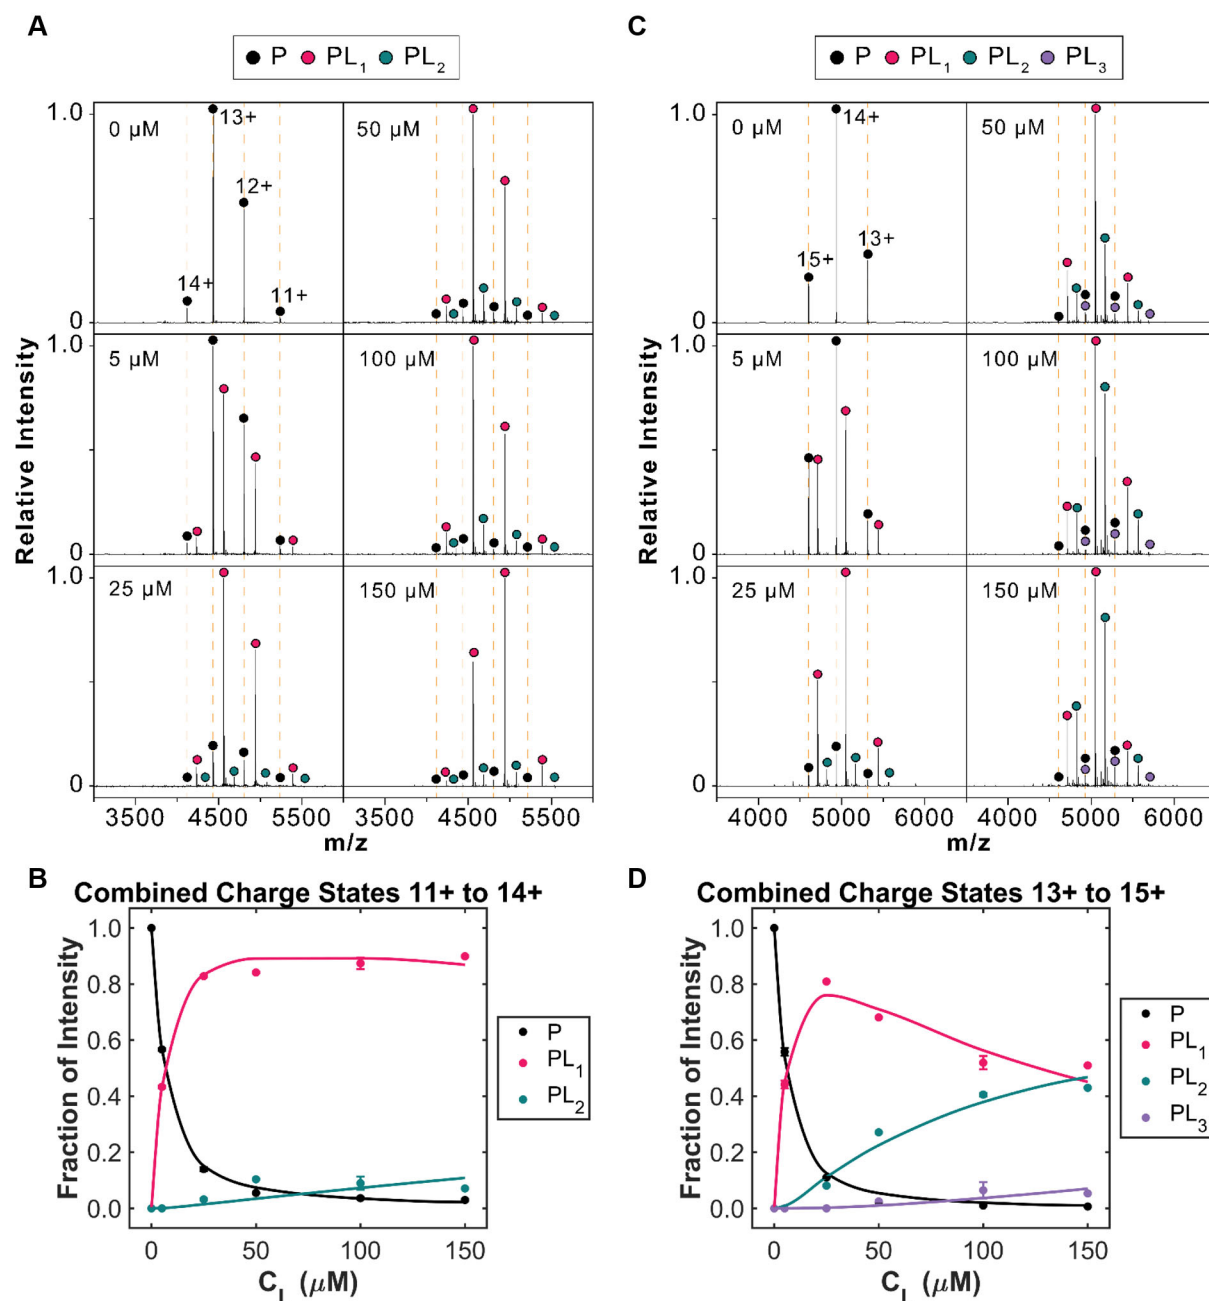 A
P PL₁ PL₂
1.0
0 μM
13+
12+
14+
11+
0
50 μM
Relative Intensity
1.0
5 μM
0
100 μM
1.0
25 μM
0
150 μM
3500 4500 5500 4500 5500
m/z
B
Combined Charge States 11+ to 14+
Fraction of Intensity
1.0
0.8
0.6
0.4
0.2
0.0
P
PL₁
PL₂
0 50 100 150
C_L (μM)
C
P PL₁ PL₂ PL₃
1.0
0 μM
14+
13+
15+
0
50 μM
Relative Intensity
1.0
5 μM
0
100 μM
1.0
25 μM
0
150 μM
4000 5000 6000 5000 6000
m/z
D
Combined Charge States 13+ to 15+
Fraction of Intensity
1.0
0.8
0.6
0.4
0.2
0.0
P
PL₁
PL₂
PL₃
0 50 100 150
C_L (μM)